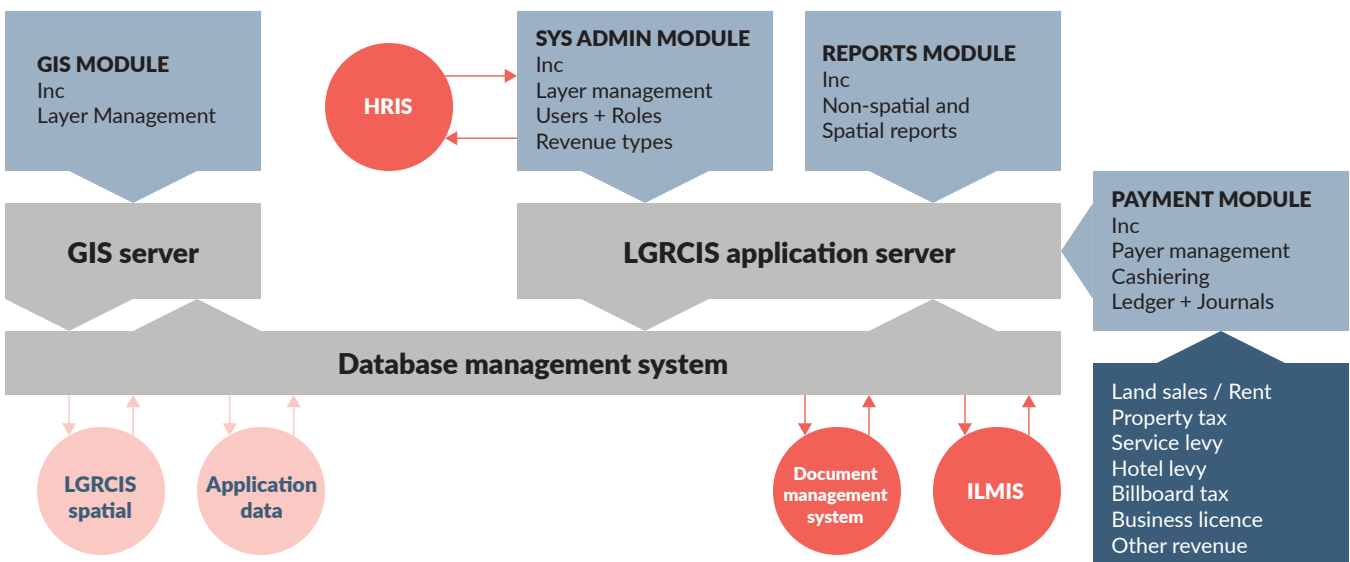 GIS MODULE
Inc
Layer Management
HRIS
SYS ADMIN MODULE
Inc
Layer management
Users + Roles
Revenue types
REPORTS MODULE
Inc
Non-spatial and
Spatial reports
PAYMENT MODULE
Inc
Payer management
Cashiering
Ledger + Journals
GIS server
LGRCIS application server
Database management system
LGRCIS
spatial
Application
data
Document
management
system
ILMIS
Land sales / Rent
Property tax
Service levy
Hotel levy
Billboard tax
Business licence
Other revenue